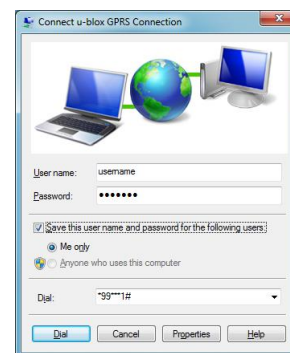 Connect u-blox GPRS Connection
User name: username
Password: •••••••
Save this user name and password for the following users:
Me only
Anyone who uses this computer
Dial: *99***1#
Dial Cancel Properties Help